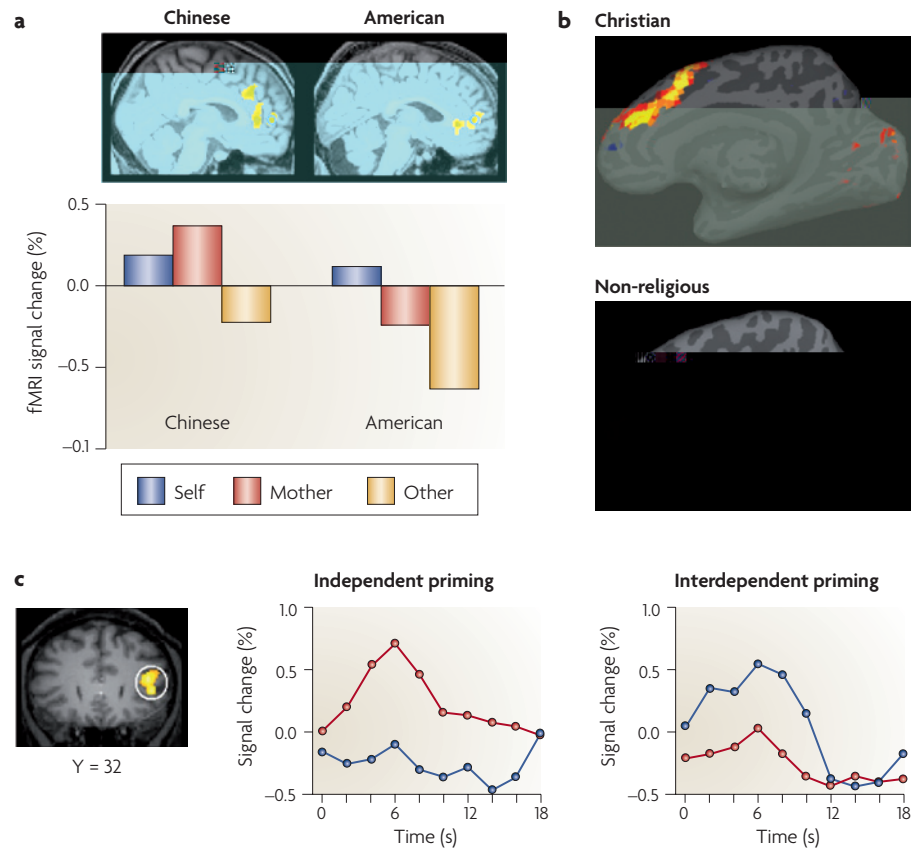 a
Chinese
American
b
Christian
0.5
0.0
−0.5
−0.1
fMRI signal change (%)
Chinese
American
Self
Mother
Other
Non-religious
c
Y = 32
Independent priming
1.0
0.5
0.0
−0.5
Signal change (%)
0
6
12
18
Time (s)
Interdependent priming
1.0
0.5
0.0
−0.5
Signal change (%)
0
6
12
18
Time (s)